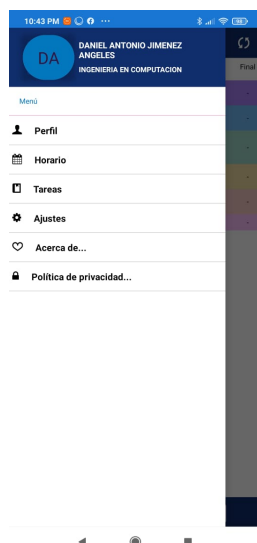 10:43 PM
Final
DA
DANIEL ANTONIO JIMENEZ
ANGELES
INGENIERIA EN COMPUTACION
Menú
Perfil
Horario
Tareas
Ajustes
Acerca de...
Política de privacidad...